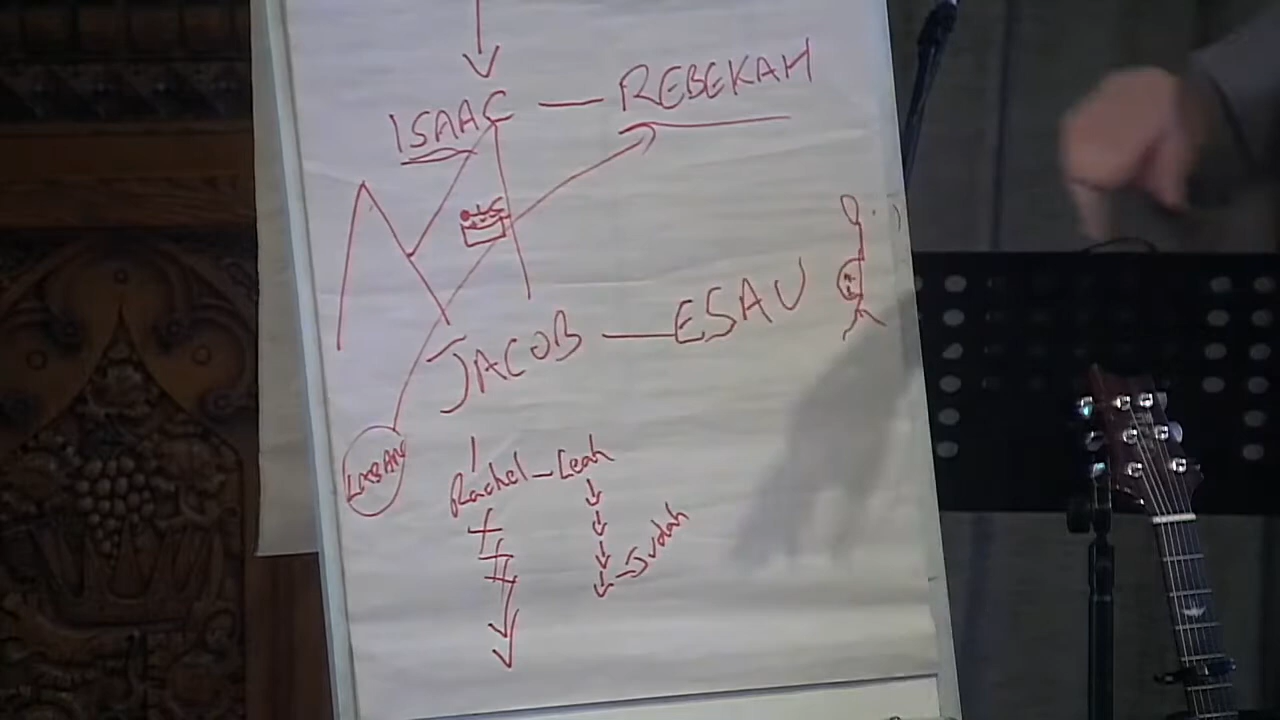 ISAAC — REBEKAH
JACOB — ESAU
LABAN
Rachel — Leah
— Judah